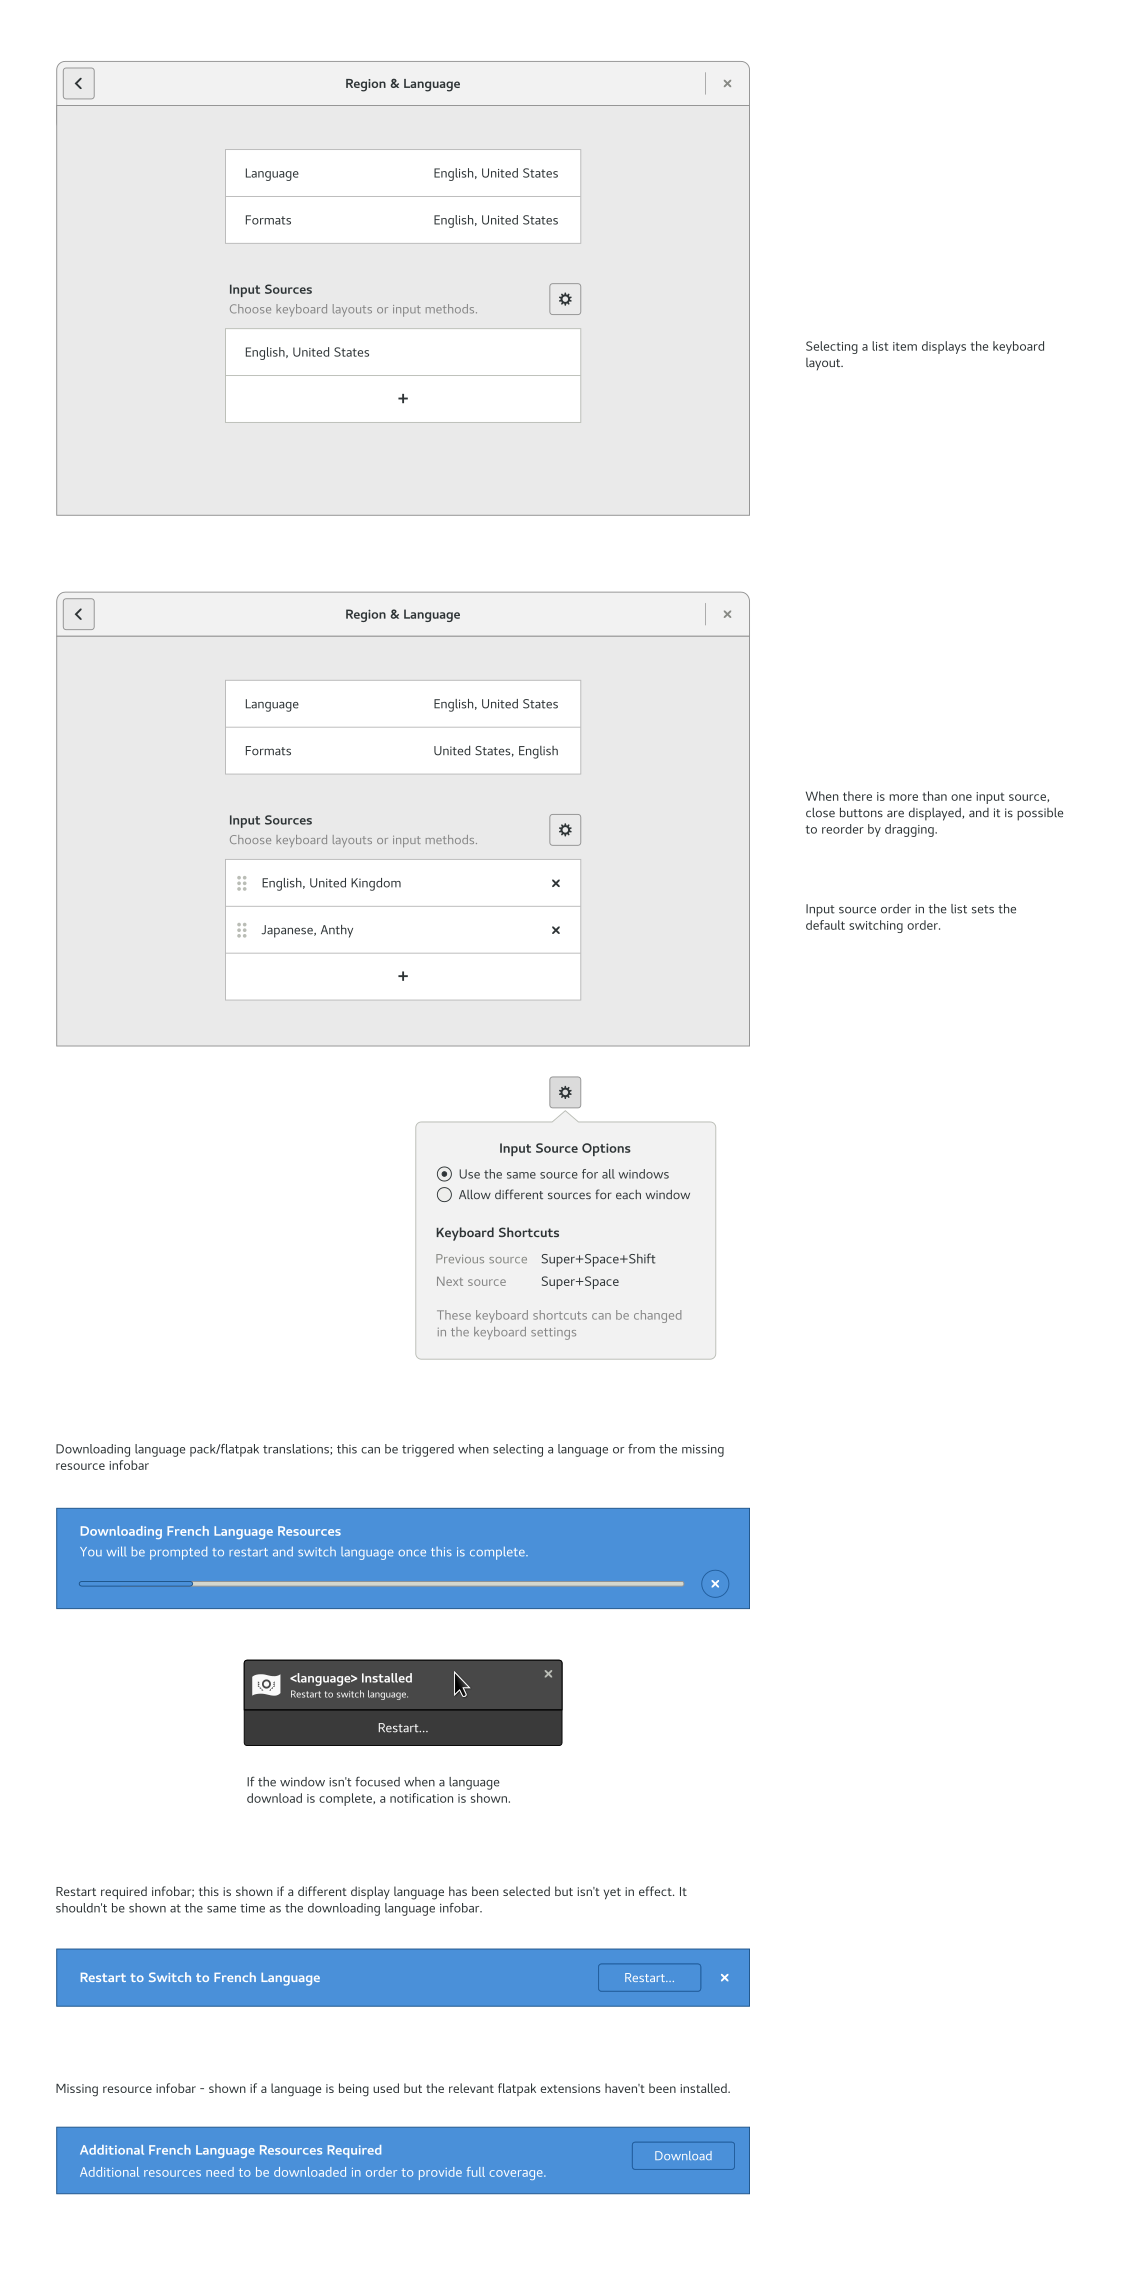 Region & Language
Language English, United States
Formats English, United States
Input Sources
Choose keyboard layouts or input methods.
English, United States
+
Selecting a list item displays the keyboard
layout.
Region & Language
Language English, United States
Formats United States, English
Input Sources
Choose keyboard layouts or input methods.
English, United Kingdom
Japanese, Anthy
+
When there is more than one input source,
close buttons are displayed, and it is possible
to reorder by dragging.
Input source order in the list sets the
default switching order.
Input Source Options
Use the same source for all windows
Allow different sources for each window
Keyboard Shortcuts
Previous source Super+Space+Shift
Next source Super+Space
These keyboard shortcuts can be changed
in the keyboard settings
Downloading language pack/flatpak translations; this can be triggered when selecting a language or from the missing
resource infobar
Downloading French Language Resources
You will be prompted to restart and switch language once this is complete.
<language> Installed
Restart to switch language.
Restart...
If the window isn't focused when a language
download is complete, a notification is shown.
Restart required infobar; this is shown if a different display language has been selected but isn't yet in effect. It
shouldn't be shown at the same time as the downloading language infobar.
Restart to Switch to French Language
Restart...
Missing resource infobar - shown if a language is being used but the relevant flatpak extensions haven't been installed.
Additional French Language Resources Required
Download
Additional resources need to be downloaded in order to provide full coverage.